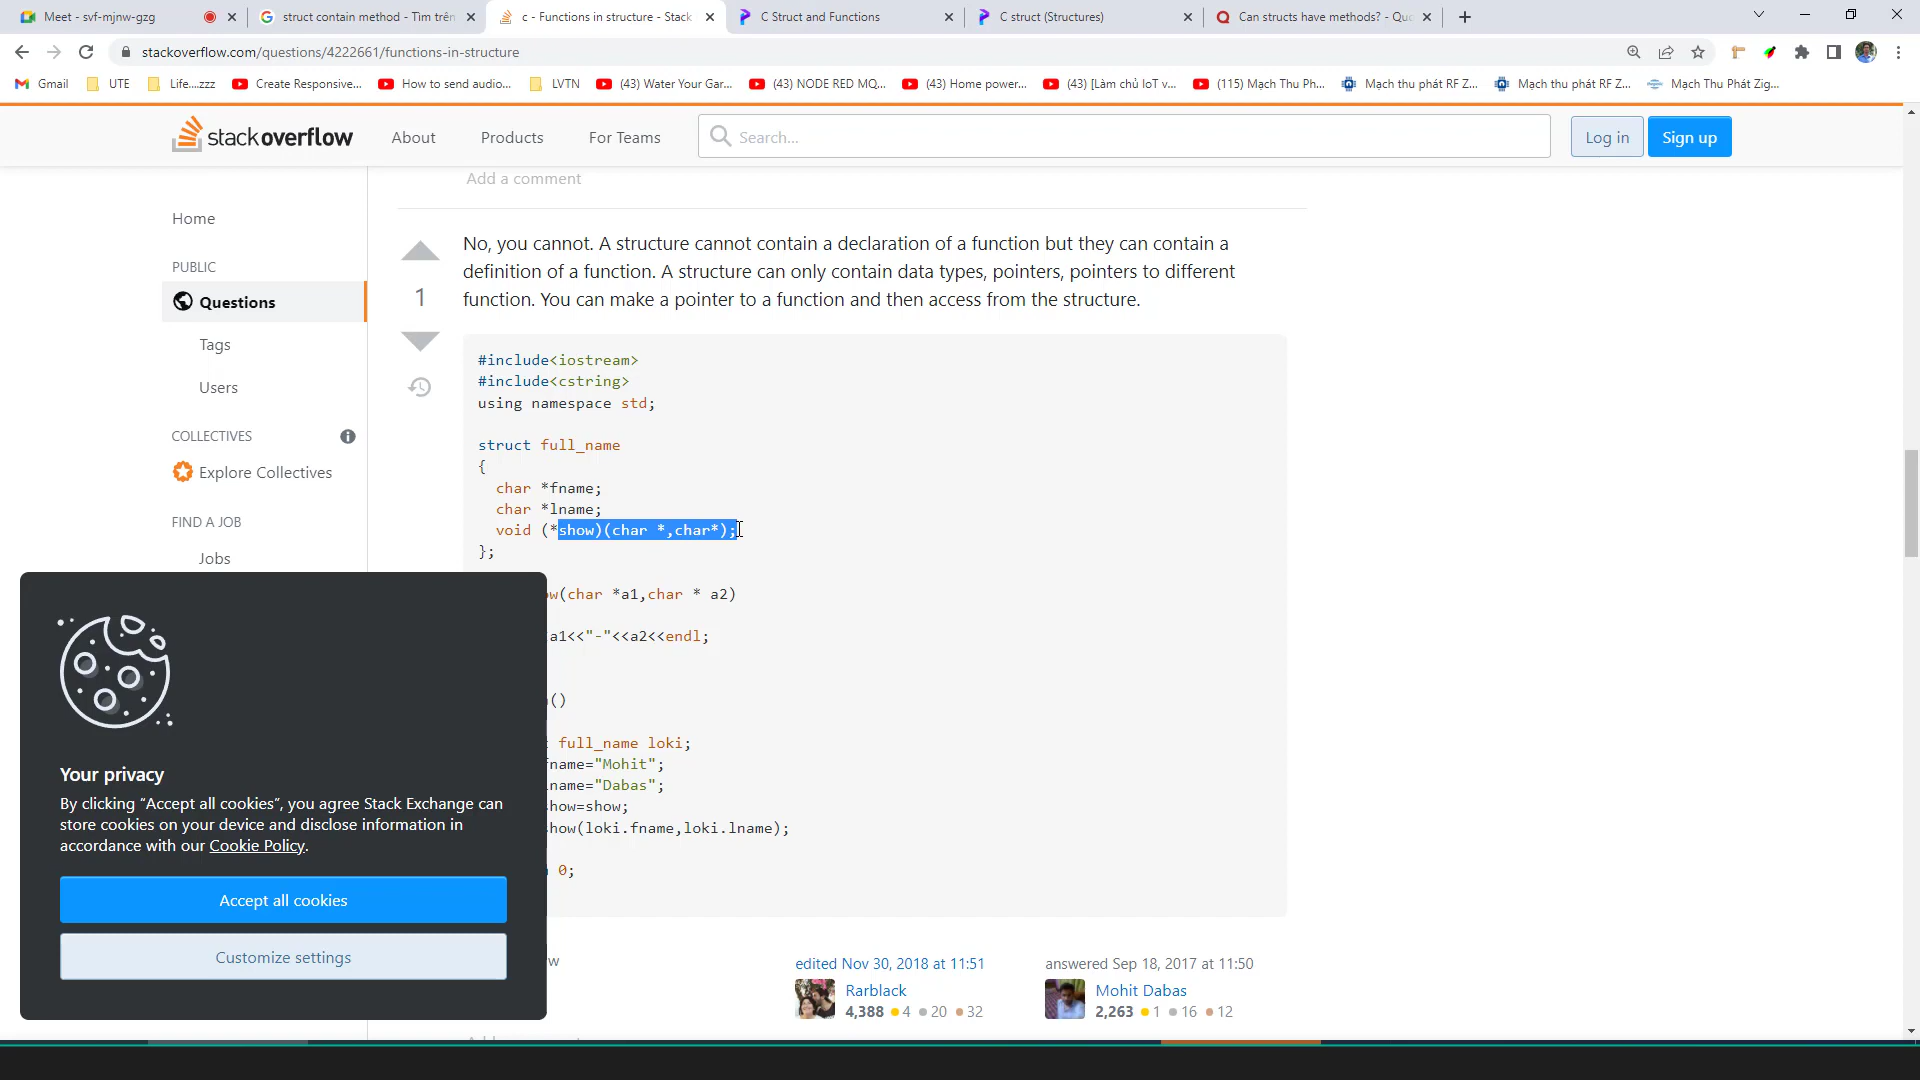 Meet - svf-mjnw-gzg
struct contain method - Tìm trên
c - Functions in structure - Stack
C Struct and Functions
C struct (Structures)
Can structs have methods? - Quo
stackoverflow.com/questions/4222661/functions-in-structure
Gmail
UTE
Life....zzz
Create Responsive...
How to send audio...
LVTN
(43) Water Your Gar...
(43) NODE RED MQ...
(43) Home power...
(43) [Làm chủ IoT v...
(115) Mạch Thu Ph...
Mạch thu phát RF Z...
Mạch thu phát RF Z...
Mạch Thu Phát Zig...
stackoverflow
About
Products
For Teams
Search...
Log in
Sign up
Home
PUBLIC
Questions
Tags
Users
COLLECTIVES
Explore Collectives
FIND A JOB
Jobs
Add a comment
1
No, you cannot. A structure cannot contain a declaration of a function but they can contain a
definition of a function. A structure can only contain data types, pointers, pointers to different
function. You can make a pointer to a function and then access from the structure.
#include<iostream>
#include<cstring>
using namespace std;
struct full_name
{
char *fname;
char *lname;
void (*show)(char *,char*);
};
ow(char *a1,char * a2)
a1<<"-"<<a2<<endl;
()
full_name loki;
name="Mohit";
name="Dabas";
how=show;
how(loki.fname,loki.lname);
0;
w
edited Nov 30, 2018 at 11:51
Rarblack
4,388 4 20 32
answered Sep 18, 2017 at 11:50
Mohit Dabas
2,263 1 16 12
Your privacy
By clicking “Accept all cookies”, you agree Stack Exchange can
store cookies on your device and disclose information in
accordance with our Cookie Policy.
Accept all cookies
Customize settings